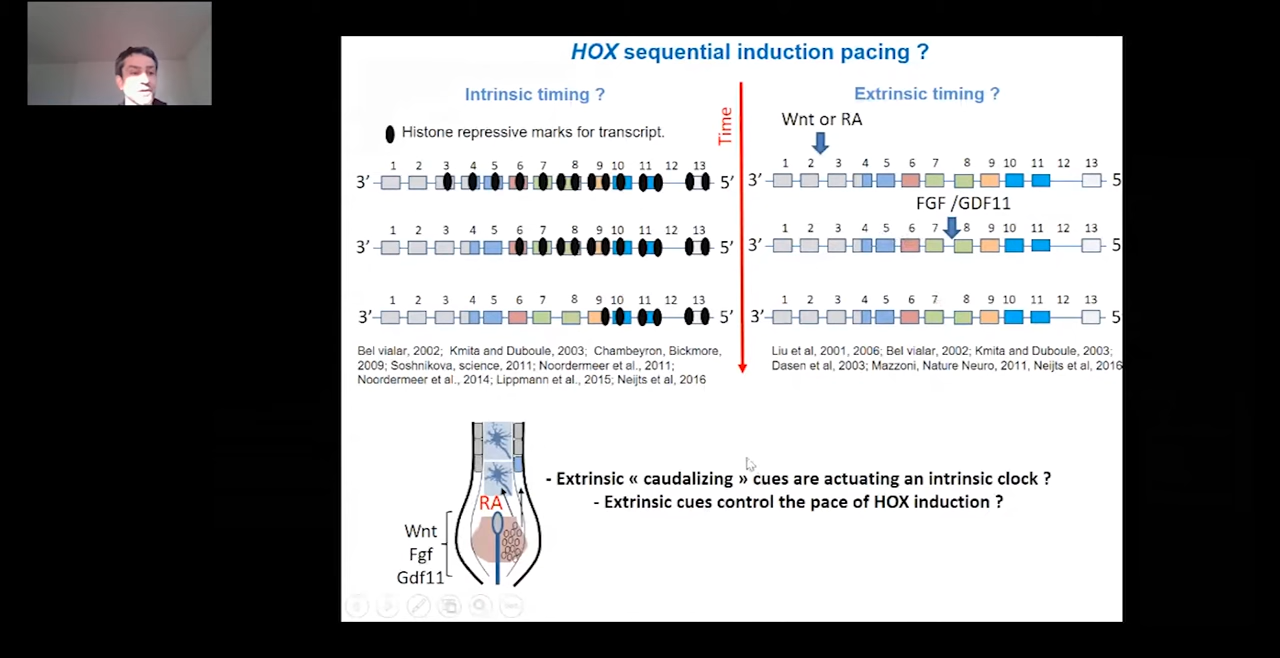 HOX sequential induction pacing ?
Intrinsic timing ?
Histone repressive marks for transcript.
1 2 3 4 5 6 7 8 9 10 11 12 13
3’ 5’
1 2 3 4 5 6 7 8 9 10 11 12 13
3’ 5’
1 2 3 4 5 6 7 8 9 10 11 12 13
3’ 5’
Bel vialar, 2002; Kmita and Duboule, 2003; Chambeyron, Bickmore,
2009; Soshnikova, science, 2011; Noordermeer et al., 2011;
Noordermeer et al., 2014; Lippmann et al., 2015; Neijts et al, 2016
Time
Extrinsic timing ?
Wnt or RA
1 2 3 4 5 6 7 8 9 10 11 12 13
3’ 5
FGF /GDF11
1 2 3 4 5 6 7 8 9 10 11 12 13
3’ 5
1 2 3 4 5 6 7 8 9 10 11 12 13
3’ 5
Liu et al, 2001, 2006; Bel vialar, 2002; Kmita and Duboule, 2003;
Dasen et al, 2003; Mazzoni, Nature Neuro, 2011, Neijts et al, 2016
- Extrinsic « caudalizing » cues are actuating an intrinsic clock ?
- Extrinsic cues control the pace of HOX induction ?
RA
Wnt
Fgf
Gdf11